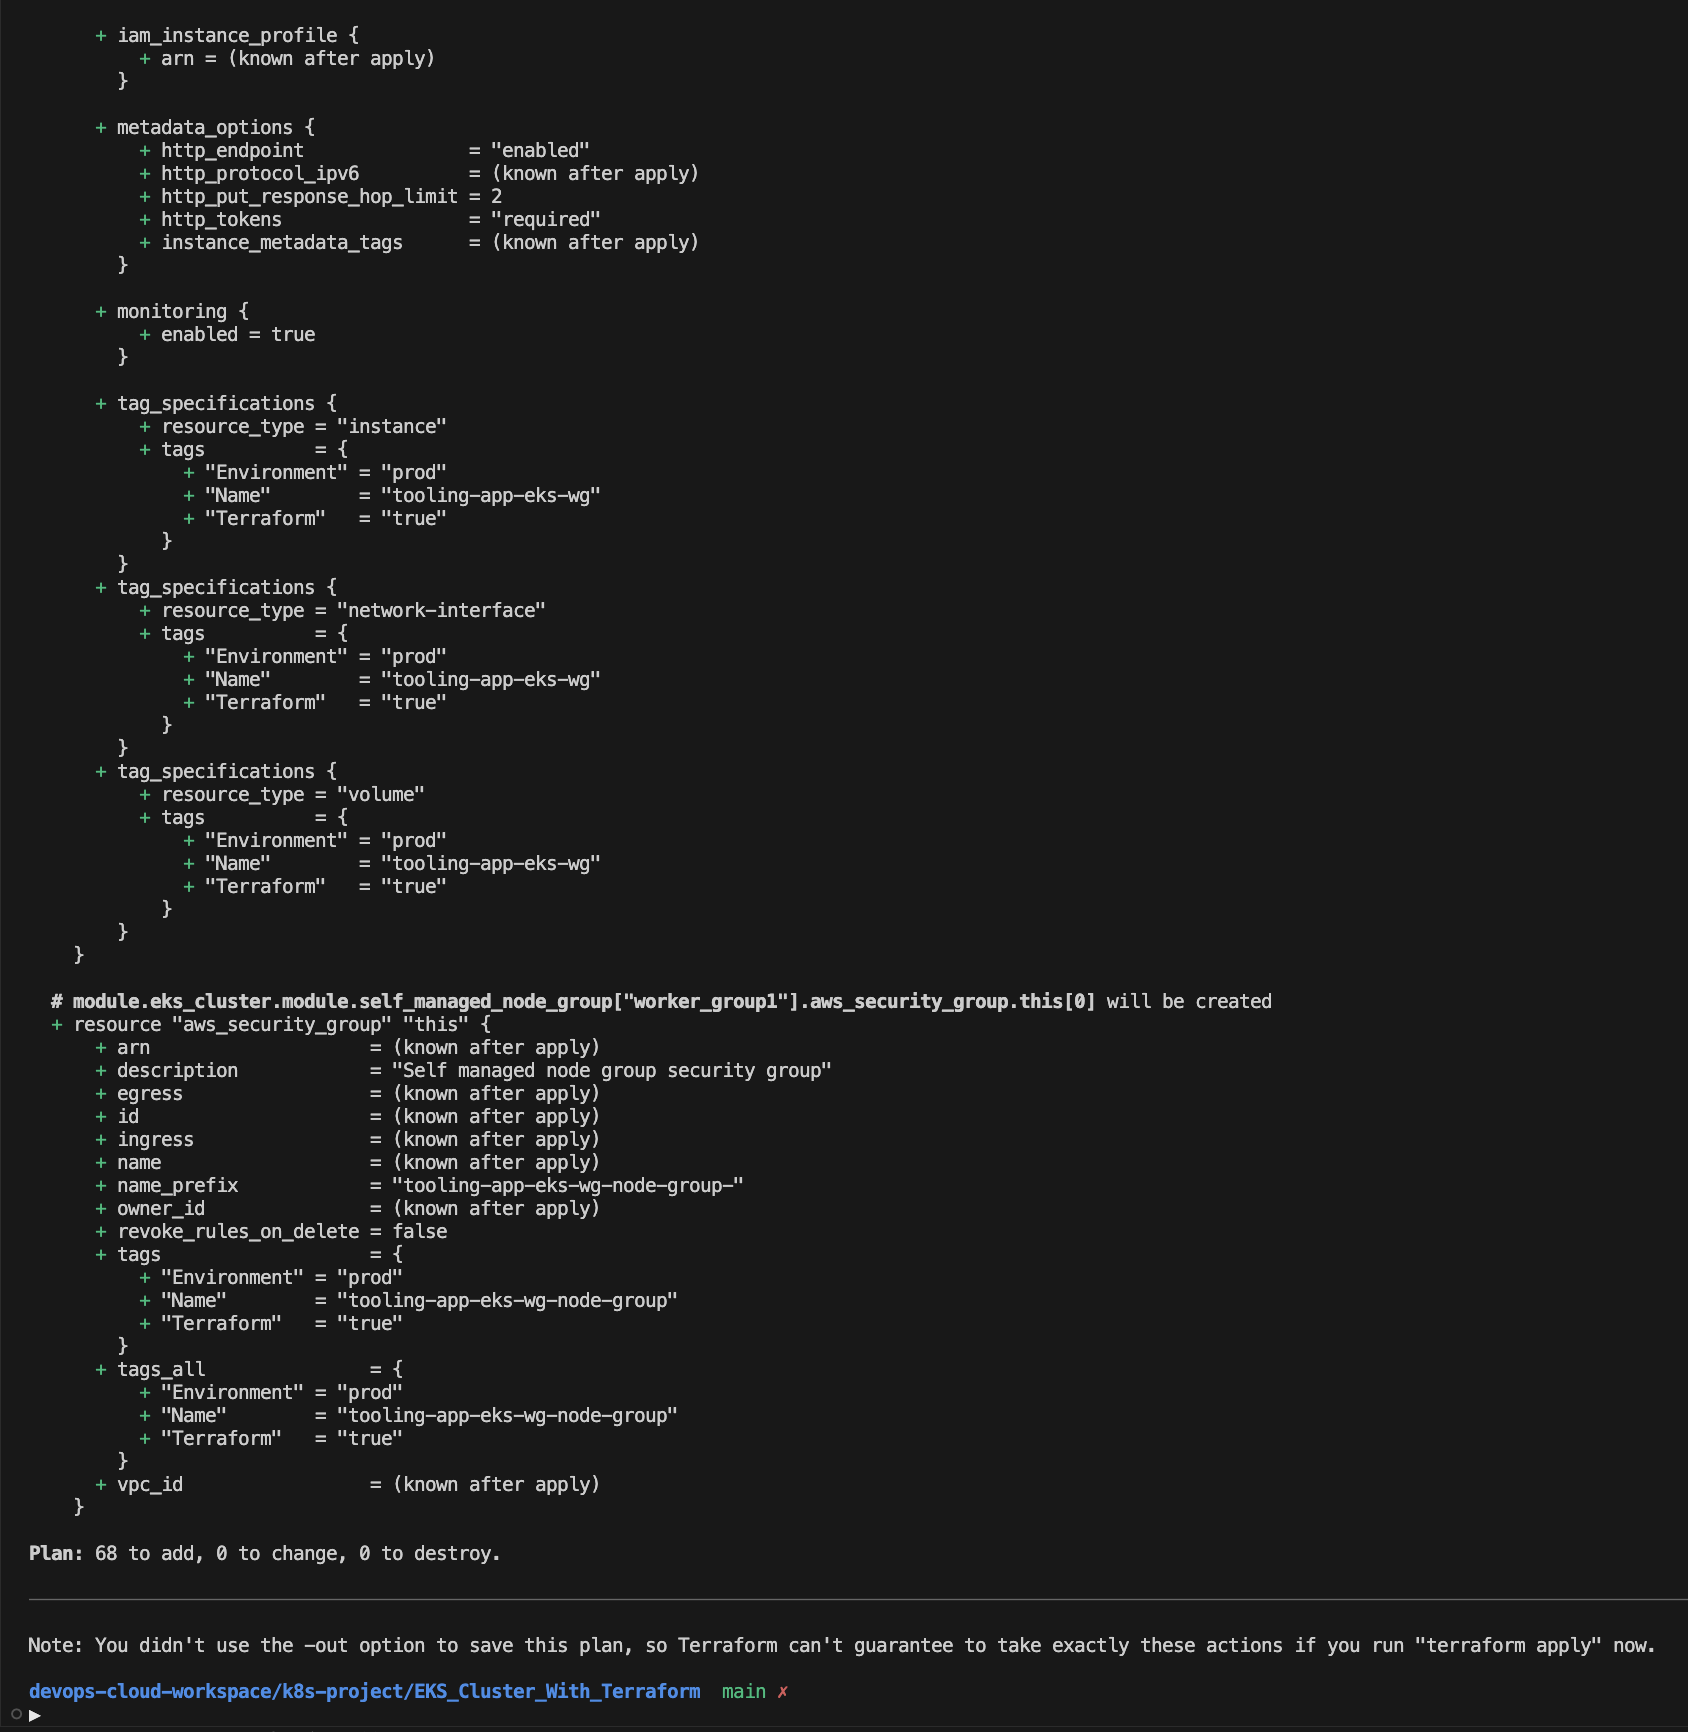 + iam_instance_profile {
+ arn = (known after apply)
}
+ metadata_options {
+ http_endpoint               = "enabled"
+ http_protocol_ipv6          = (known after apply)
+ http_put_response_hop_limit = 2
+ http_tokens                 = "required"
+ instance_metadata_tags      = (known after apply)
}
+ monitoring {
+ enabled = true
}
+ tag_specifications {
+ resource_type = "instance"
+ tags          = {
+ "Environment" = "prod"
+ "Name"        = "tooling-app-eks-wg"
+ "Terraform"   = "true"
}
}
+ tag_specifications {
+ resource_type = "network-interface"
+ tags          = {
+ "Environment" = "prod"
+ "Name"        = "tooling-app-eks-wg"
+ "Terraform"   = "true"
}
}
+ tag_specifications {
+ resource_type = "volume"
+ tags          = {
+ "Environment" = "prod"
+ "Name"        = "tooling-app-eks-wg"
+ "Terraform"   = "true"
}
}
}
# module.eks_cluster.module.self_managed_node_group["worker_group1"].aws_security_group.this[0] will be created
+ resource "aws_security_group" "this" {
+ arn                    = (known after apply)
+ description            = "Self managed node group security group"
+ egress                 = (known after apply)
+ id                     = (known after apply)
+ ingress                = (known after apply)
+ name                   = (known after apply)
+ name_prefix            = "tooling-app-eks-wg-node-group-"
+ owner_id               = (known after apply)
+ revoke_rules_on_delete = false
+ tags                   = {
+ "Environment" = "prod"
+ "Name"        = "tooling-app-eks-wg-node-group"
+ "Terraform"   = "true"
}
+ tags_all               = {
+ "Environment" = "prod"
+ "Name"        = "tooling-app-eks-wg-node-group"
+ "Terraform"   = "true"
}
+ vpc_id                 = (known after apply)
}
Plan: 68 to add, 0 to change, 0 to destroy.
Note: You didn't use the -out option to save this plan, so Terraform can't guarantee to take exactly these actions if you run "terraform apply" now.
devops-cloud-workspace/k8s-project/EKS_Cluster_With_Terraform  main ✗
▶